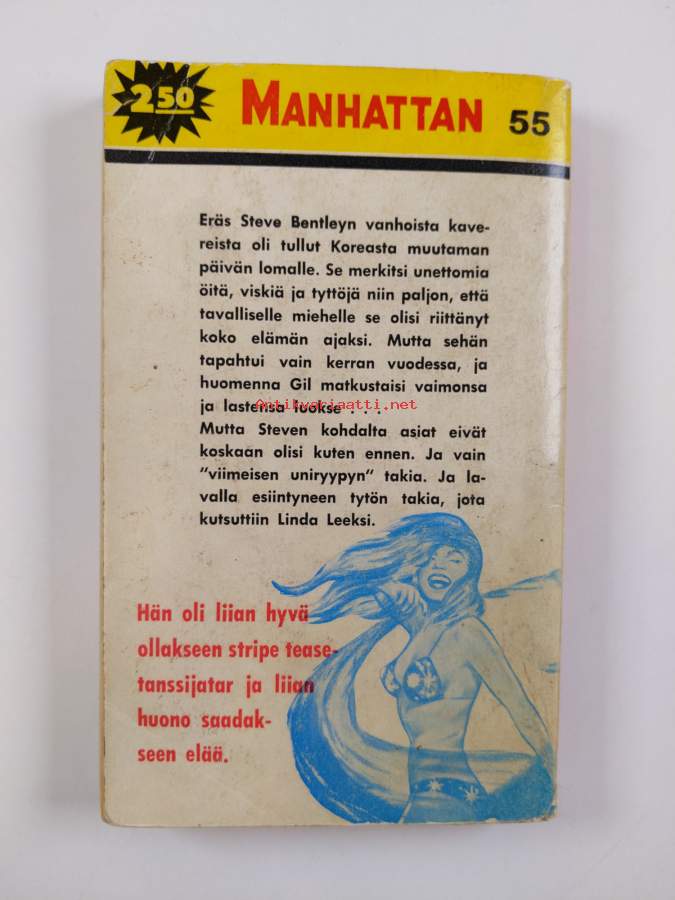 2.50
MANHATTAN 55
Eräs Steve Bentleyn vanhoista kave-
reista oli tullut Koreasta muutaman
päivän lomalle. Se merkitsi unettomia
öitä, viskiä ja tyttöjä niin paljon, että
tavalliselle miehelle se olisi riittänyt
koko elämän ajaksi. Mutta sehän
tapahtui vain kerran vuodessa, ja
huomenna Gil matkustaisi vaimonsa
ja lastensa luokse . . .
Antikvariaatti.net
Mutta Steven kohdalta asiat eivät
koskaan olisi kuten ennen. Ja vain
"viimeisen uniryypyn" takia. Ja la-
valla esiintyneen tytön takia, jota
kutsuttiin Linda Leeksi.
Hän oli liian hyvä
ollakseen stripe tease-
tanssijatar ja liian
huono saadak-
seen elää.